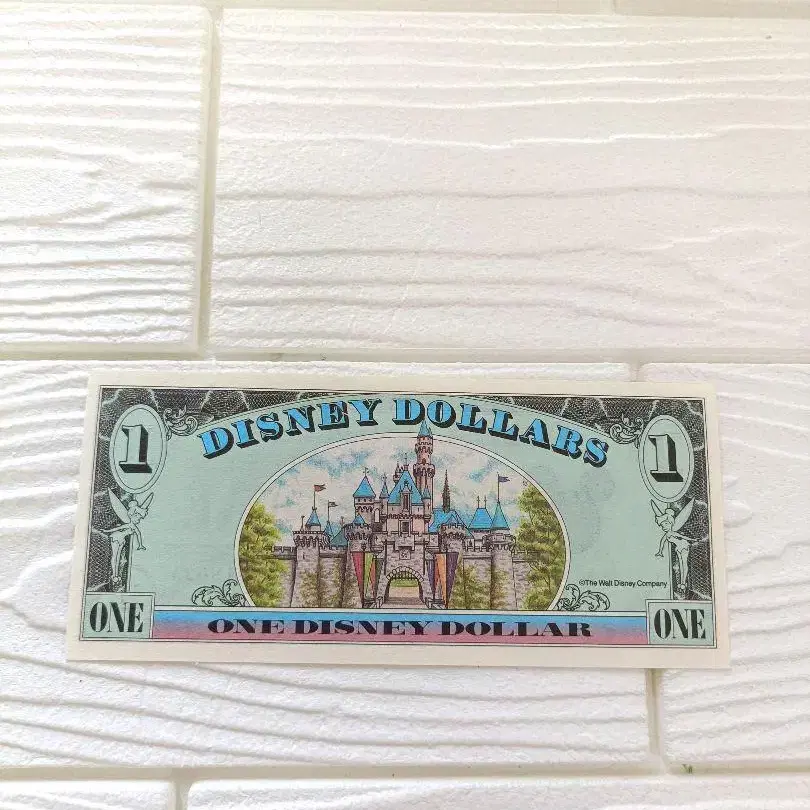 DISNEY DOLLARS
1 1
©The Walt Disney Company
ONE ONE DISNEY DOLLAR ONE